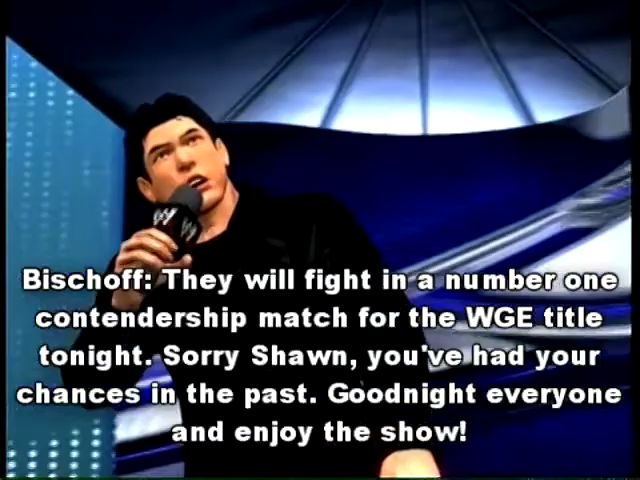 Bischoff: They will fight in a number one
contendership match for the WGE title
tonight. Sorry Shawn, you've had your
chances in the past. Goodnight everyone
and enjoy the show!